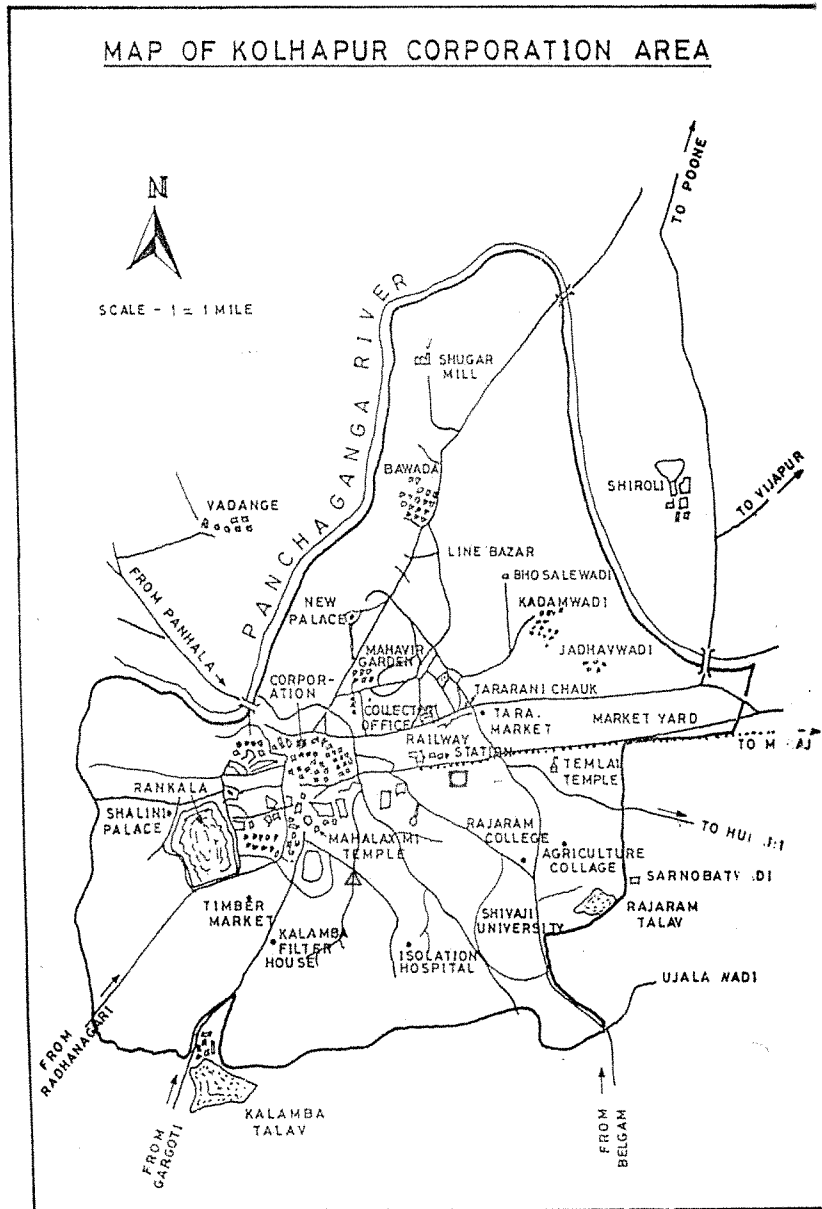 MAP OF KOLHAPUR CORPORATION AREA
N
SCALE - 1 = 1 MILE
TO POONE
PANCHAGANGA RIVER
SHUGAR
MILL
BAWADA
SHIROLI
TO VIJAPUR
VADANGE
LINE BAZAR
BHOSALEWADI
FROM PANHALA
NEW
PALACE
KADAMWADI
MAHAVIR
GARDEN
JADHAVWADI
CORPOR-
ATION
TARARANI CHAUK
COLLECTOR
OFFICE
TARA.
MARKET
MARKET YARD
RAILWAY
STATION
TEMLAI
TEMPLE
RANKALA
SHALINI
PALACE
MAHALAXMI
TEMPLE
RAJARAM
COLLEGE
AGRICULTURE
COLLAGE
TIMBER
MARKET
SHIVAJI
UNIVERSITY
RAJARAM
TALAV
KALAMBA
FILTER
HOUSE
ISOLATION
HOSPITAL
FROM
RADHANAGARI
KALAMBA
TALAV
FROM
GARGOTI
FROM
BELGAM